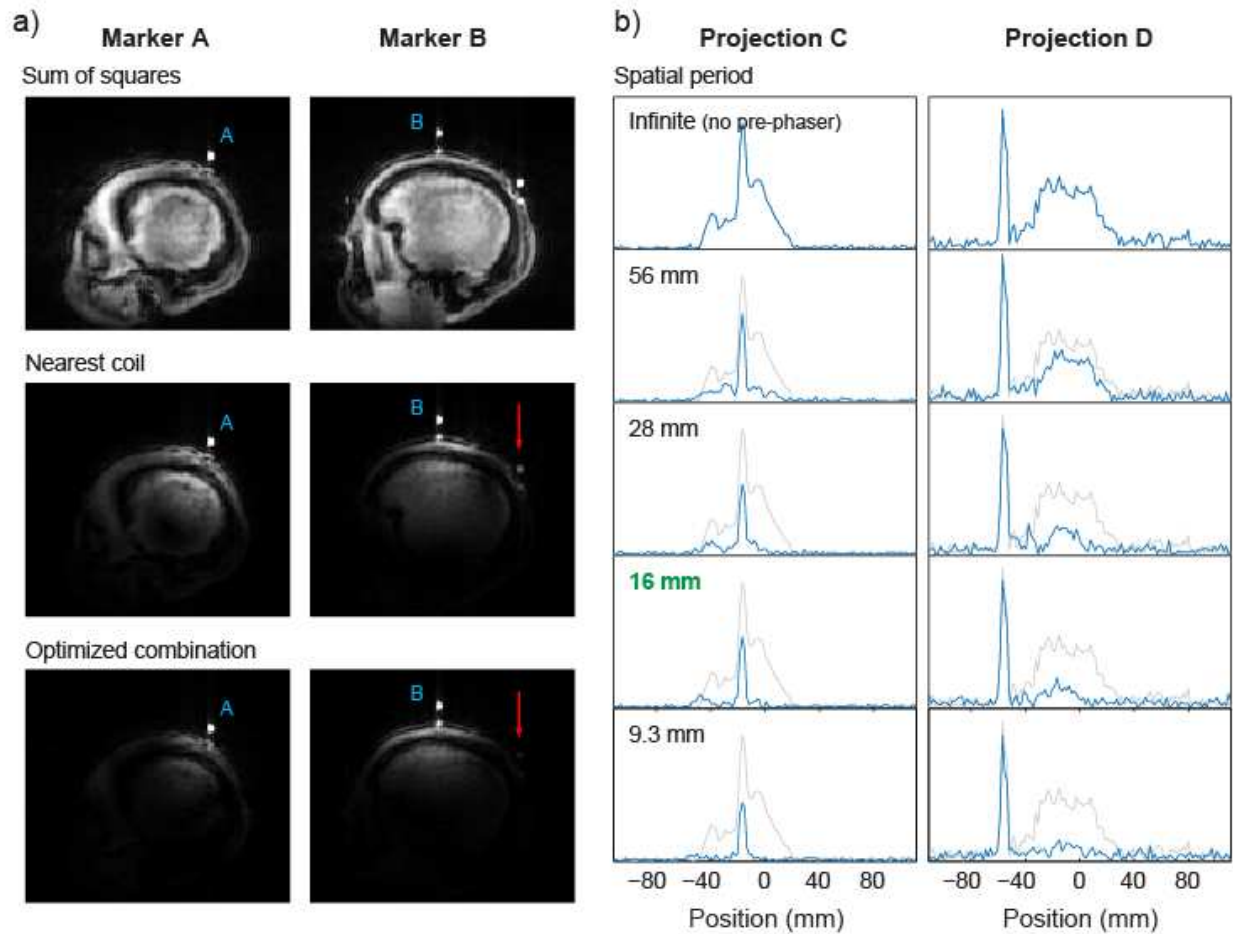 a)
Marker A
Marker B
Sum of squares
A
B
Nearest coil
A
B
Optimized combination
A
B
b)
Projection C
Projection D
Spatial period
Infinite (no pre-phaser)
56 mm
28 mm
16 mm
9.3 mm
−80 −40 0 40 80
−80 −40 0 40 80
Position (mm)
Position (mm)